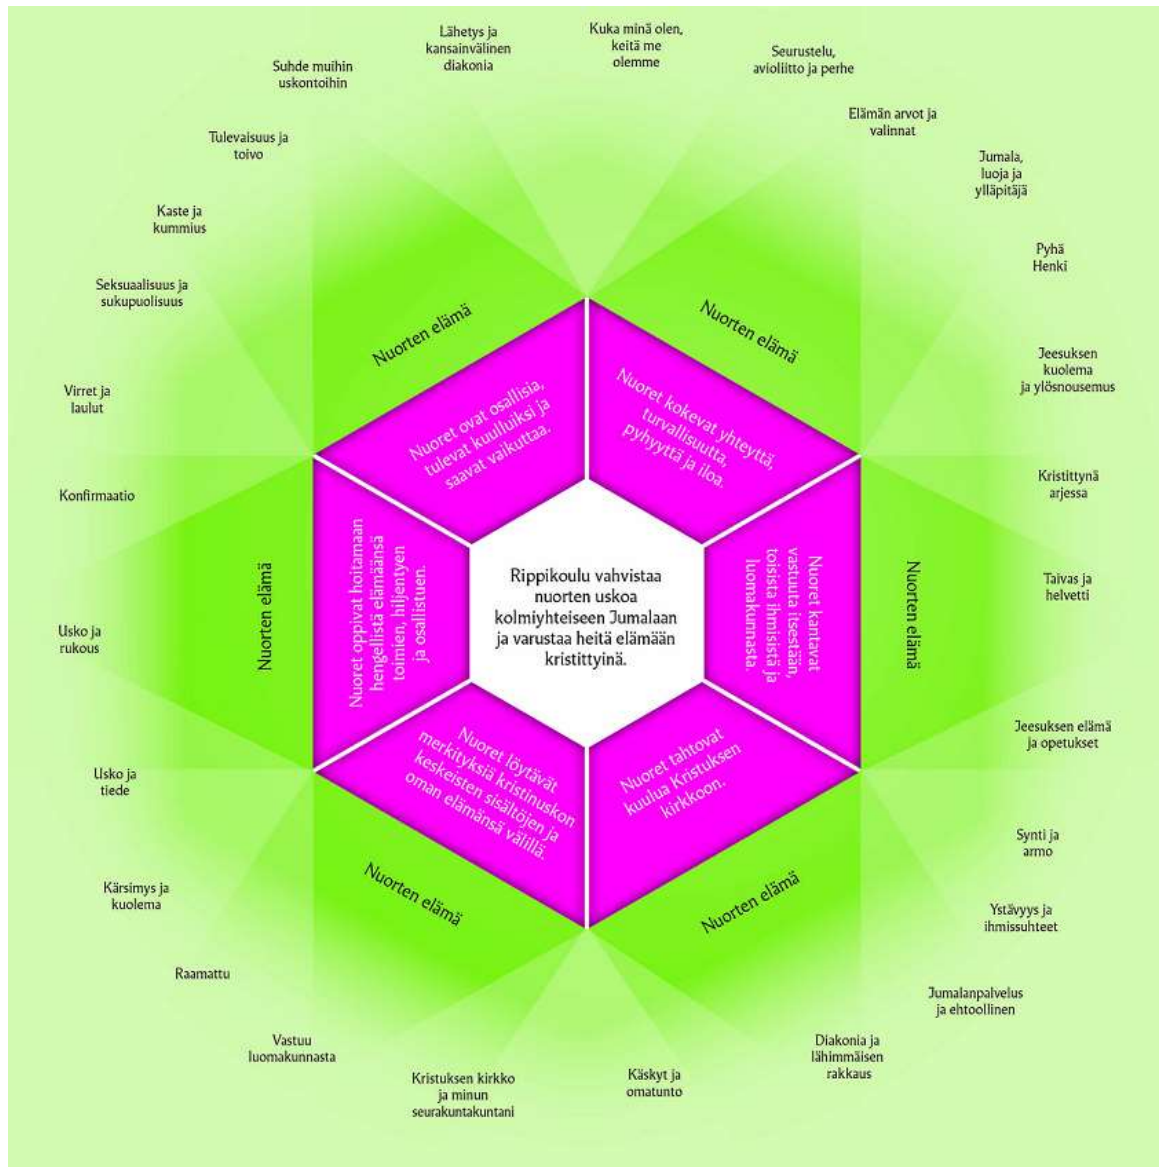 Kuka minä olen,
keitä me
olemme
Seurustelu,
avioliitto ja perhe
Elämän arvot ja
valinnat
Jumala,
luoja ja
ylläpitäjä
Pyhä
Henki
Jeesuksen
kuolema
ja ylösnousemus
Kristittynä
arjessa
Taivas ja
helvetti
Jeesuksen elämä
ja opetukset
Synti ja
armo
Ystävyys ja
ihmissuhteet
Jumalanpalvelus
ja ehtoollinen
Diakonia ja
lähimmäisen
rakkaus
Käskyt ja
omatunto
Kristuksen kirkko
ja minun
seurakuntakuntani
Vastuu
luomakunnasta
Raamattu
Kärsimys ja
kuolema
Usko ja
tiede
Usko ja
rukous
Konfirmaatio
Virret ja
laulut
Seksuaalisuus ja
sukupuolisuus
Kaste ja
kummius
Tulevaisuus ja
toivo
Suhde muihin
uskontoihin
Lähetys ja
kansainvälinen
diakonia
Nuorten elämä
Nuorten elämä
Nuorten elämä
Nuorten elämä
Nuorten elämä
Nuorten elämä
Nuoret ovat osallisia,
tulevat kuulluiksi ja
saavat vaikuttaa.
Nuoret kokevat yhteyttä,
turvallisuutta,
pyhyyttä ja iloa.
Nuoret kantavat
vastuuta itsestään,
toisista ihmisistä ja
luomakunnasta.
Nuoret tahtovat
kuulua Kristuksen
kirkkoon.
Nuoret löytävät
merkityksiä kristinuskon
keskeisten sisältöjen ja
oman elämänsä välillä.
Nuoret oppivat hoitamaan
hengellistä elämäänsä
toimien, hiljentyen
ja osallistuen.
Rippikoulu vahvistaa
nuorten uskoa
kolmiyhteiseen Jumalaan
ja varustaa heitä elämään
kristittyinä.